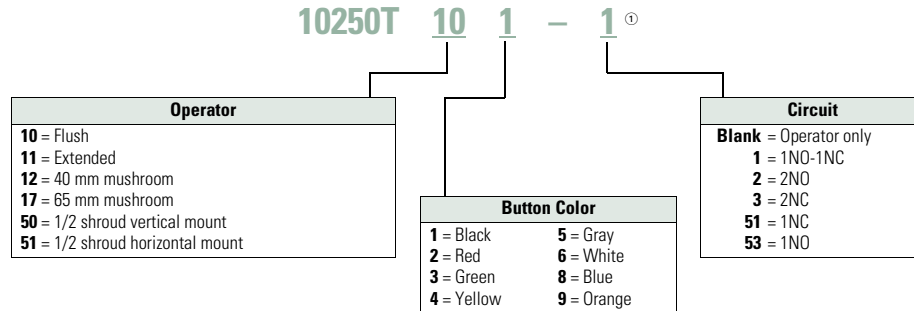 10250T 10 1 – 1 ①
Operator
10 = Flush
11 = Extended
12 = 40 mm mushroom
17 = 65 mm mushroom
50 = 1/2 shroud vertical mount
51 = 1/2 shroud horizontal mount
Button Color
1 = Black 5 = Gray
2 = Red 6 = White
3 = Green 8 = Blue
4 = Yellow 9 = Orange
Circuit
Blank = Operator only
1 = 1NO-1NC
2 = 2NO
3 = 2NC
51 = 1NC
53 = 1NO